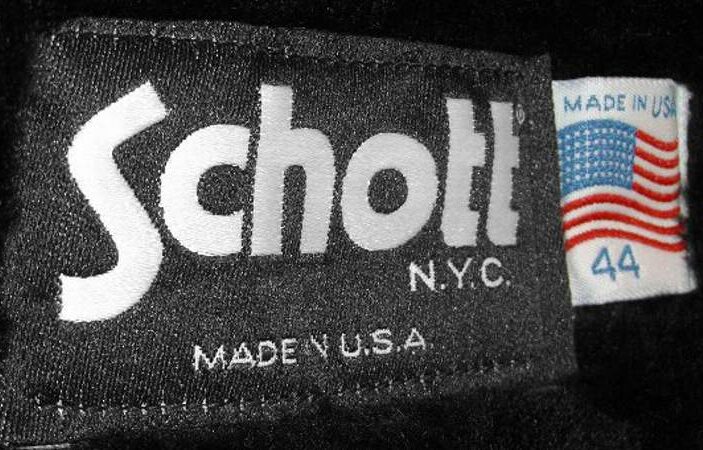 Schott®
N.Y.C.
MADE IN U.S.A.
MADE IN USA
44